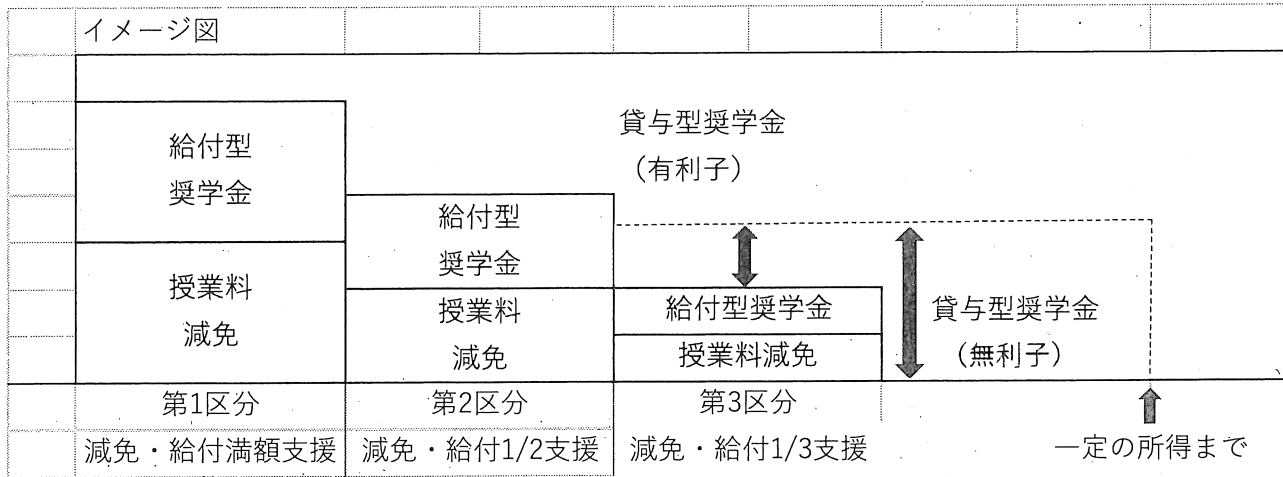 イメージ図
貸与型奨学金
（有利子）
給付型
奨学金
給付型
奨学金
授業料
減免
授業料
減免
給付型奨学金
授業料減免
貸与型奨学金
（無利子）
第1区分
第2区分
第3区分
減免・給付満額支援
減免・給付1/2支援
減免・給付1/3支援
一定の所得まで